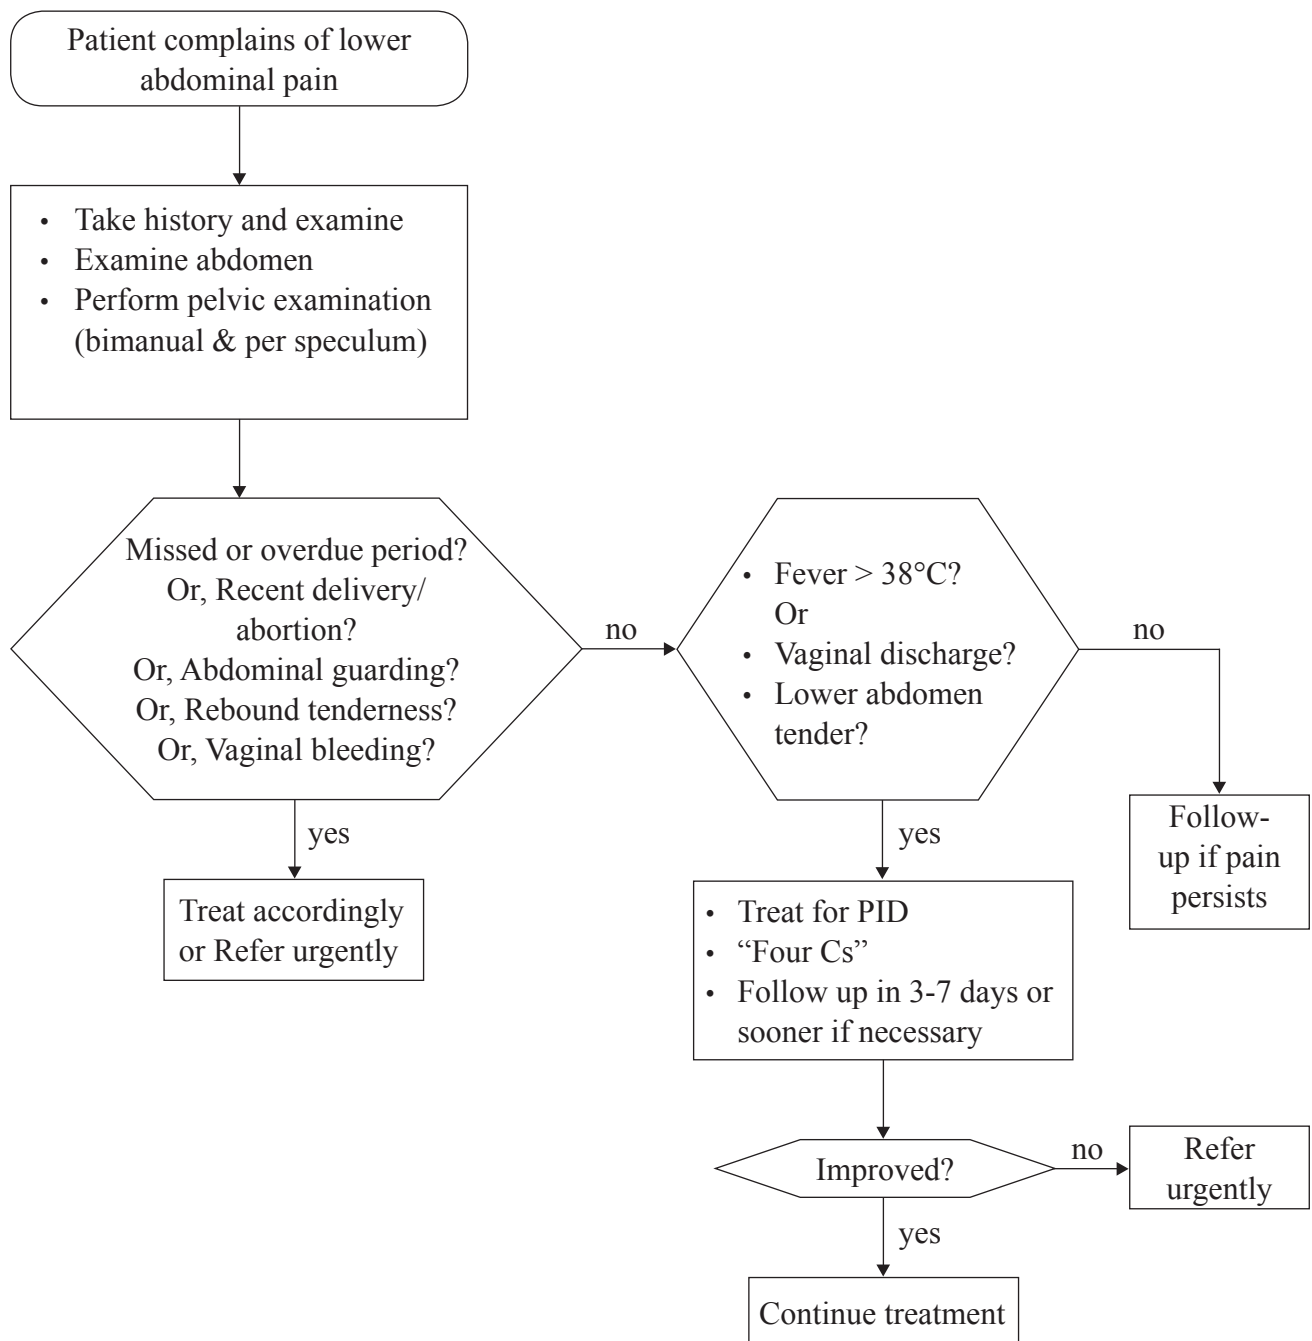 Patient complains of lower
abdominal pain
• Take history and examine
• Examine abdomen
• Perform pelvic examination
(bimanual & per speculum)
Missed or overdue period?
Or, Recent delivery/
abortion?
Or, Abdominal guarding?
Or, Rebound tenderness?
Or, Vaginal bleeding?
no
• Fever > 38°C?
Or
• Vaginal discharge?
• Lower abdomen
tender?
no
yes
Treat accordingly
or Refer urgently
yes
Follow-
up if pain
persists
• Treat for PID
• “Four Cs”
• Follow up in 3-7 days or
sooner if necessary
Improved?
no
Refer
urgently
yes
Continue treatment